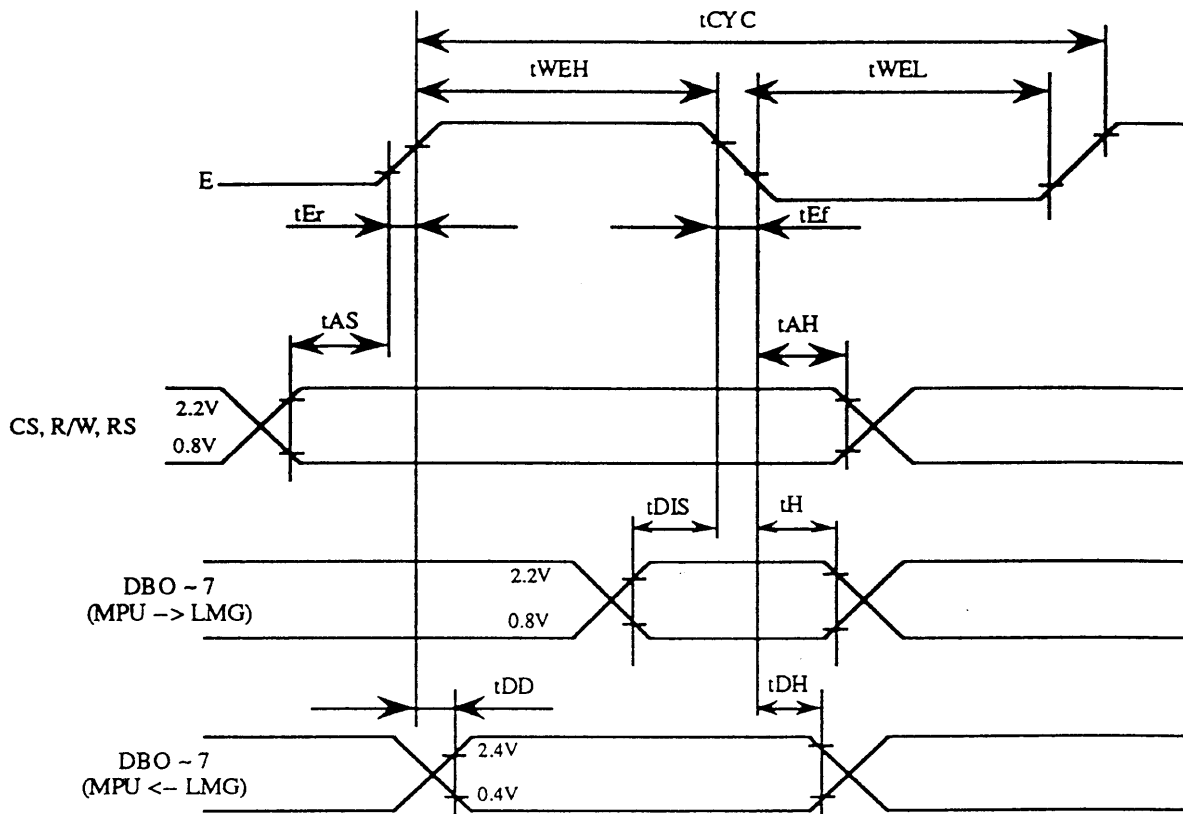 tCYC
tWEH
tWEL
E
tEr
tEf
tAS
tAH
CS, R/W, RS
2.2V
0.8V
tDIS
tH
DBO ~ 7
(MPU --> LMG)
2.2V
0.8V
tDD
tDH
DBO ~ 7
(MPU <-- LMG)
2.4V
0.4V